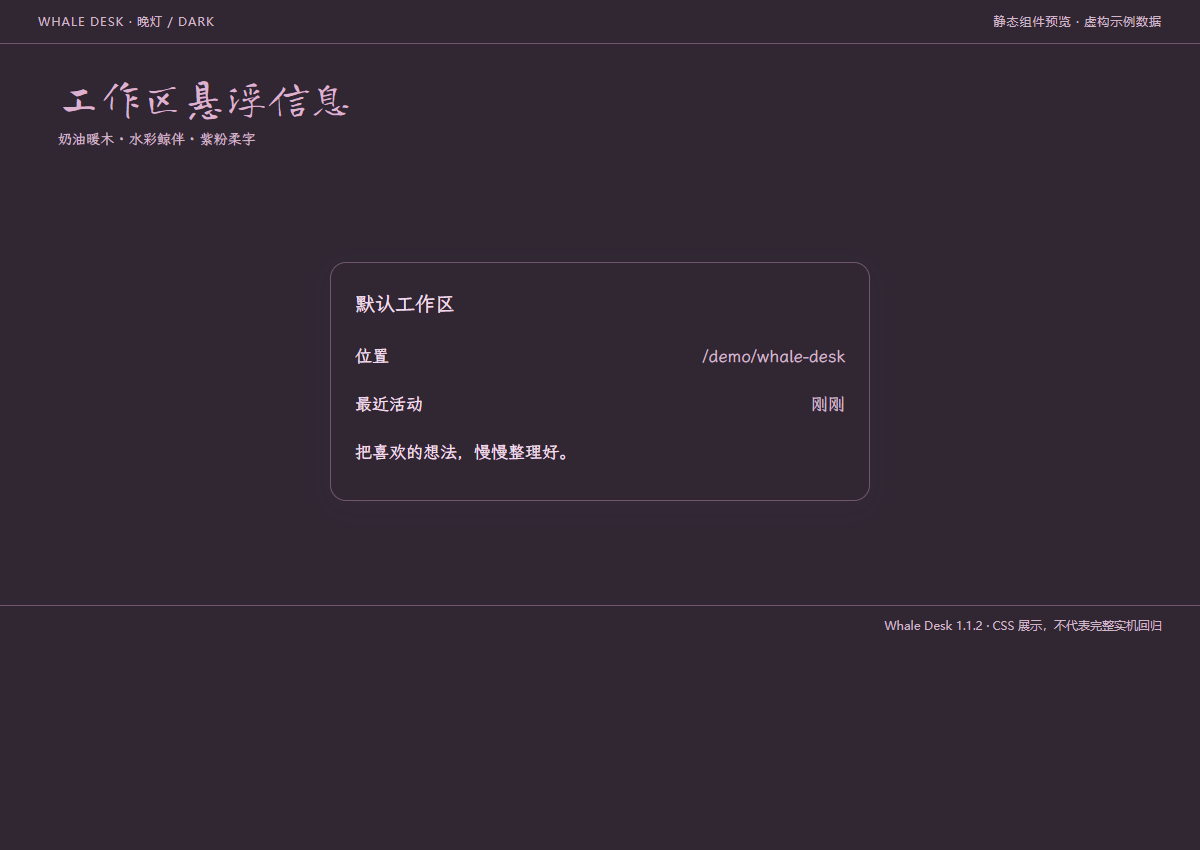 WHALE DESK · 晚灯 / DARK
静态组件预览 · 虚构示例数据
工作区悬浮信息
奶油暖木 · 水彩鲸伴 · 紫粉柔字
默认工作区
位置 /demo/whale-desk
最近活动 刚刚
把喜欢的想法，慢慢整理好。
Whale Desk 1.1.2 · CSS 展示，不代表完整实机回归